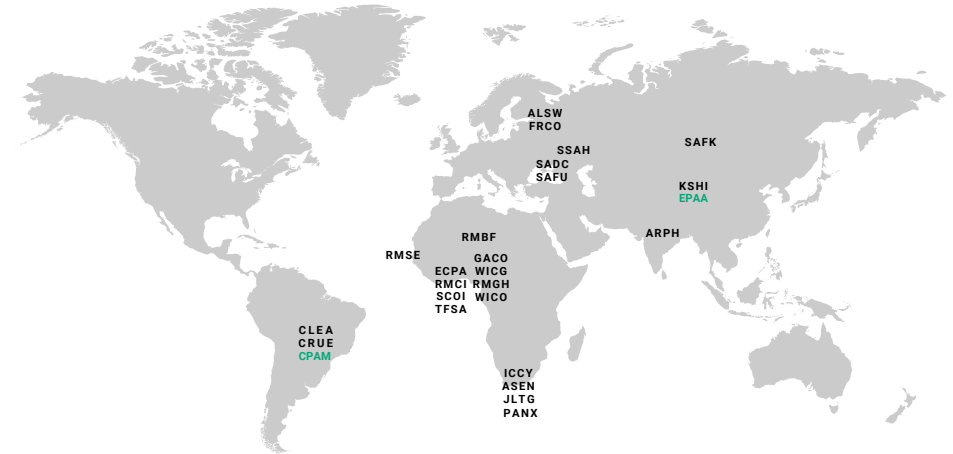 ALSW
FRCO
SAFK
SSAH
SADC
SAFU
KSHI
EPAA
ARPH
RMBF
RMSE
GACO
ECPA WICG
RMCI RMGH
SCOI WICO
TFSA
CLEA
CRUE
CPAM
ICCY
ASEN
JLTG
PANX